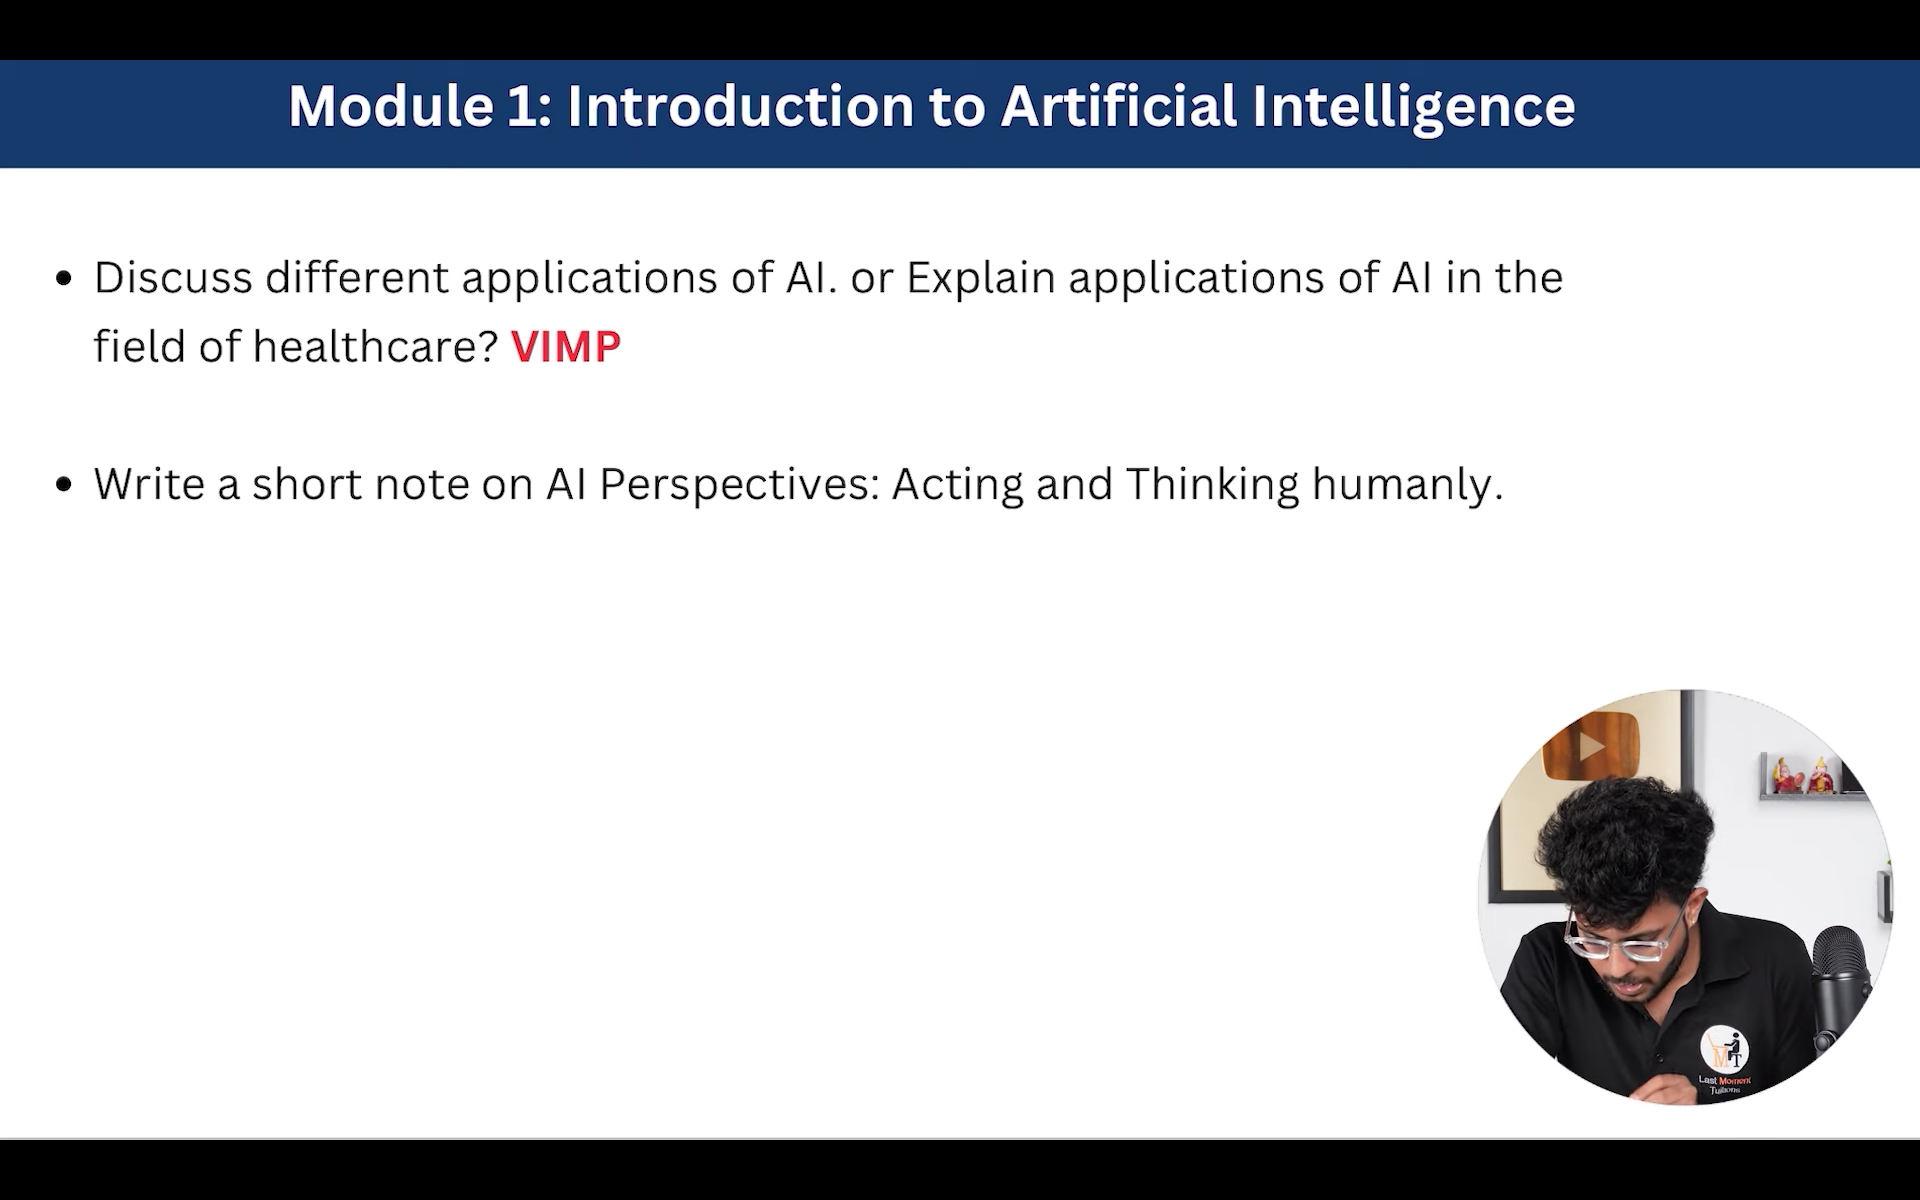 Module 1: Introduction to Artificial Intelligence
• Discuss different applications of AI. or Explain applications of AI in the
field of healthcare? VIMP
• Write a short note on AI Perspectives: Acting and Thinking humanly.
MT
Last Moment
Tuitions